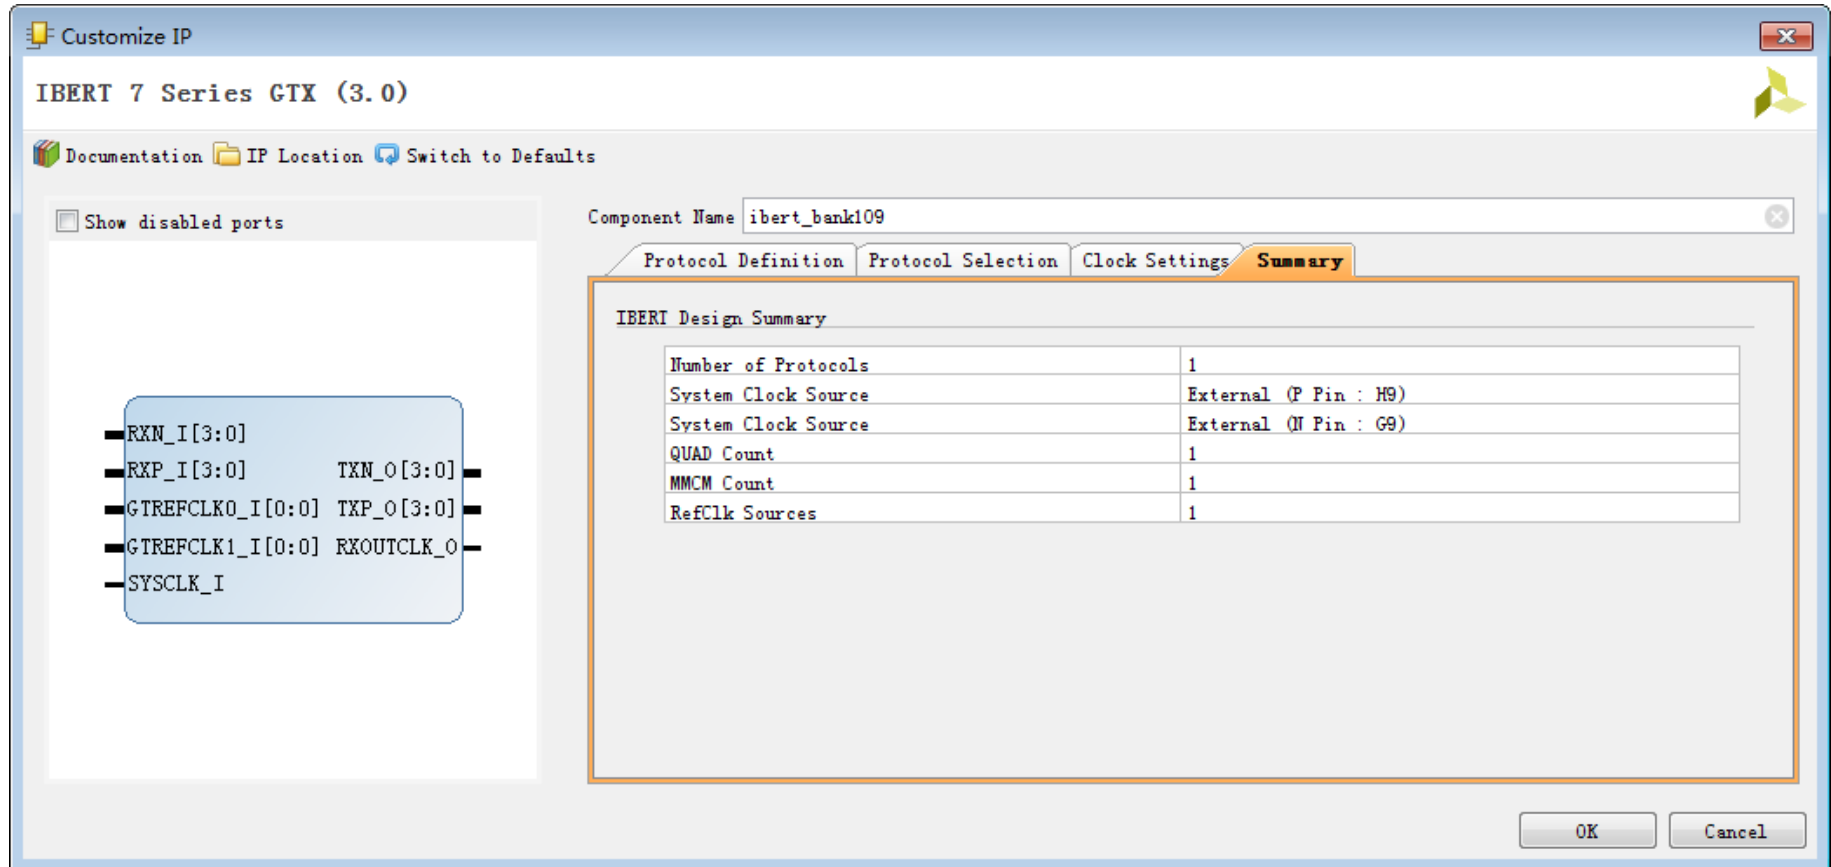 Customize IP
IBERT 7 Series GTX (3.0)
Documentation IP Location Switch to Defaults
Show disabled ports
Component Name ibert_bank109
Protocol Definition Protocol Selection Clock Settings Summary
IBERT Design Summary
Number of Protocols 1
System Clock Source External (P Pin : H9)
System Clock Source External (N Pin : G9)
QUAD Count 1
MMCM Count 1
RefClk Sources 1
RXN_I[3:0]
RXP_I[3:0] TXN_O[3:0]
GTREFCLK0_I[0:0] TXP_O[3:0]
GTREFCLK1_I[0:0] RXOUTCLK_O
SYSCLK_I
OK Cancel